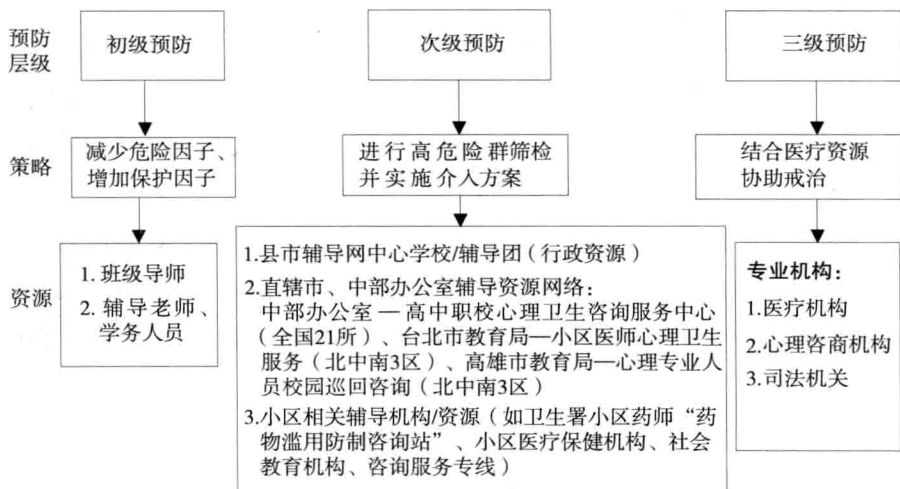 预防
层级
初级预防
次级预防
三级预防
策略
减少危险因子、
增加保护因子
进行高危险群筛检
并实施介入方案
结合医疗资源
协助戒治
资源
1. 班级导师
2. 辅导老师、
学务人员
1.县市辅导网中心学校/辅导团（行政资源）
2.直辖市、中部办公室辅导资源网络：
中部办公室 — 高中职校心理卫生咨询服务中心
（全国21所）、台北市教育局—小区医师心理卫生
服务（北中南3区）、高雄市教育局—心理专业人
员校园巡回咨询（北中南3区）
3.小区相关辅导机构/资源（如卫生署小区药师“药
物滥用防制咨询站”、小区医疗保健机构、社会
教育机构、咨询服务专线）
专业机构：
1.医疗机构
2.心理咨商机构
3.司法机关